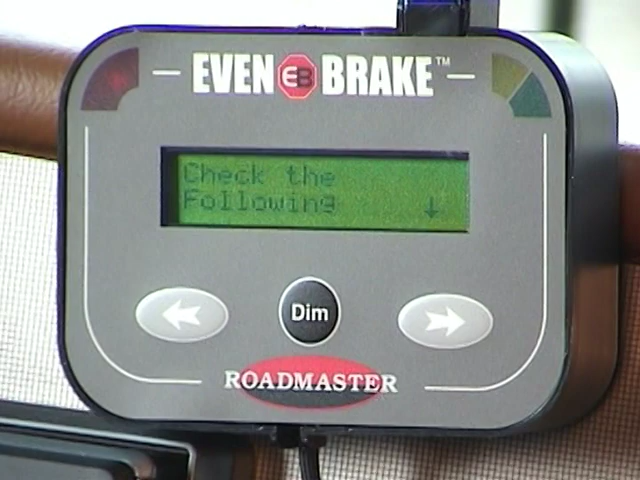 EVEN EB BRAKE™
Check the
Following ↓
Dim
ROADMASTER